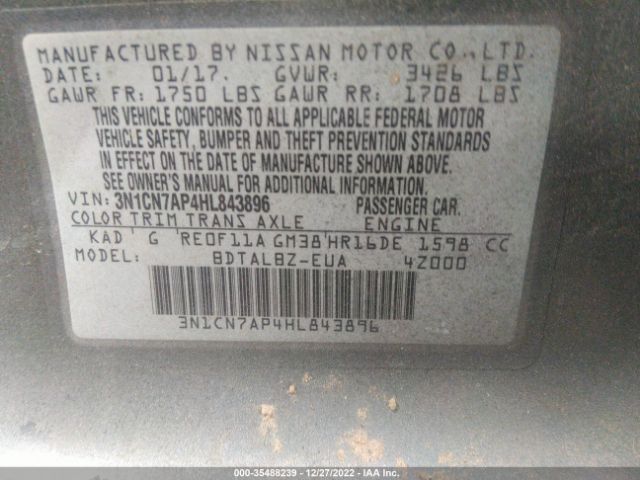 MANUFACTURED BY NISSAN MOTOR CO., LTD.
DATE: 01/17. GVWR: 3426 LBS
GAWR FR: 1750 LBS GAWR RR: 1708 LBS
THIS VEHICLE CONFORMS TO ALL APPLICABLE FEDERAL MOTOR
VEHICLE SAFETY, BUMPER AND THEFT PREVENTION STANDARDS
IN EFFECT ON THE DATE OF MANUFACTURE SHOWN ABOVE.
SEE OWNER'S MANUAL FOR ADDITIONAL INFORMATION.
VIN: 3N1CN7AP4HL843896 PASSENGER CAR.
COLOR TRIM TRANS AXLE ENGINE
KAD G RE0F11A GM38 HR16DE 1598 CC
MODEL: BDTALBZ-EUA 4Z000
3N1CN7AP4HL843896
000-35488239 - 12/27/2022 - IAA Inc.